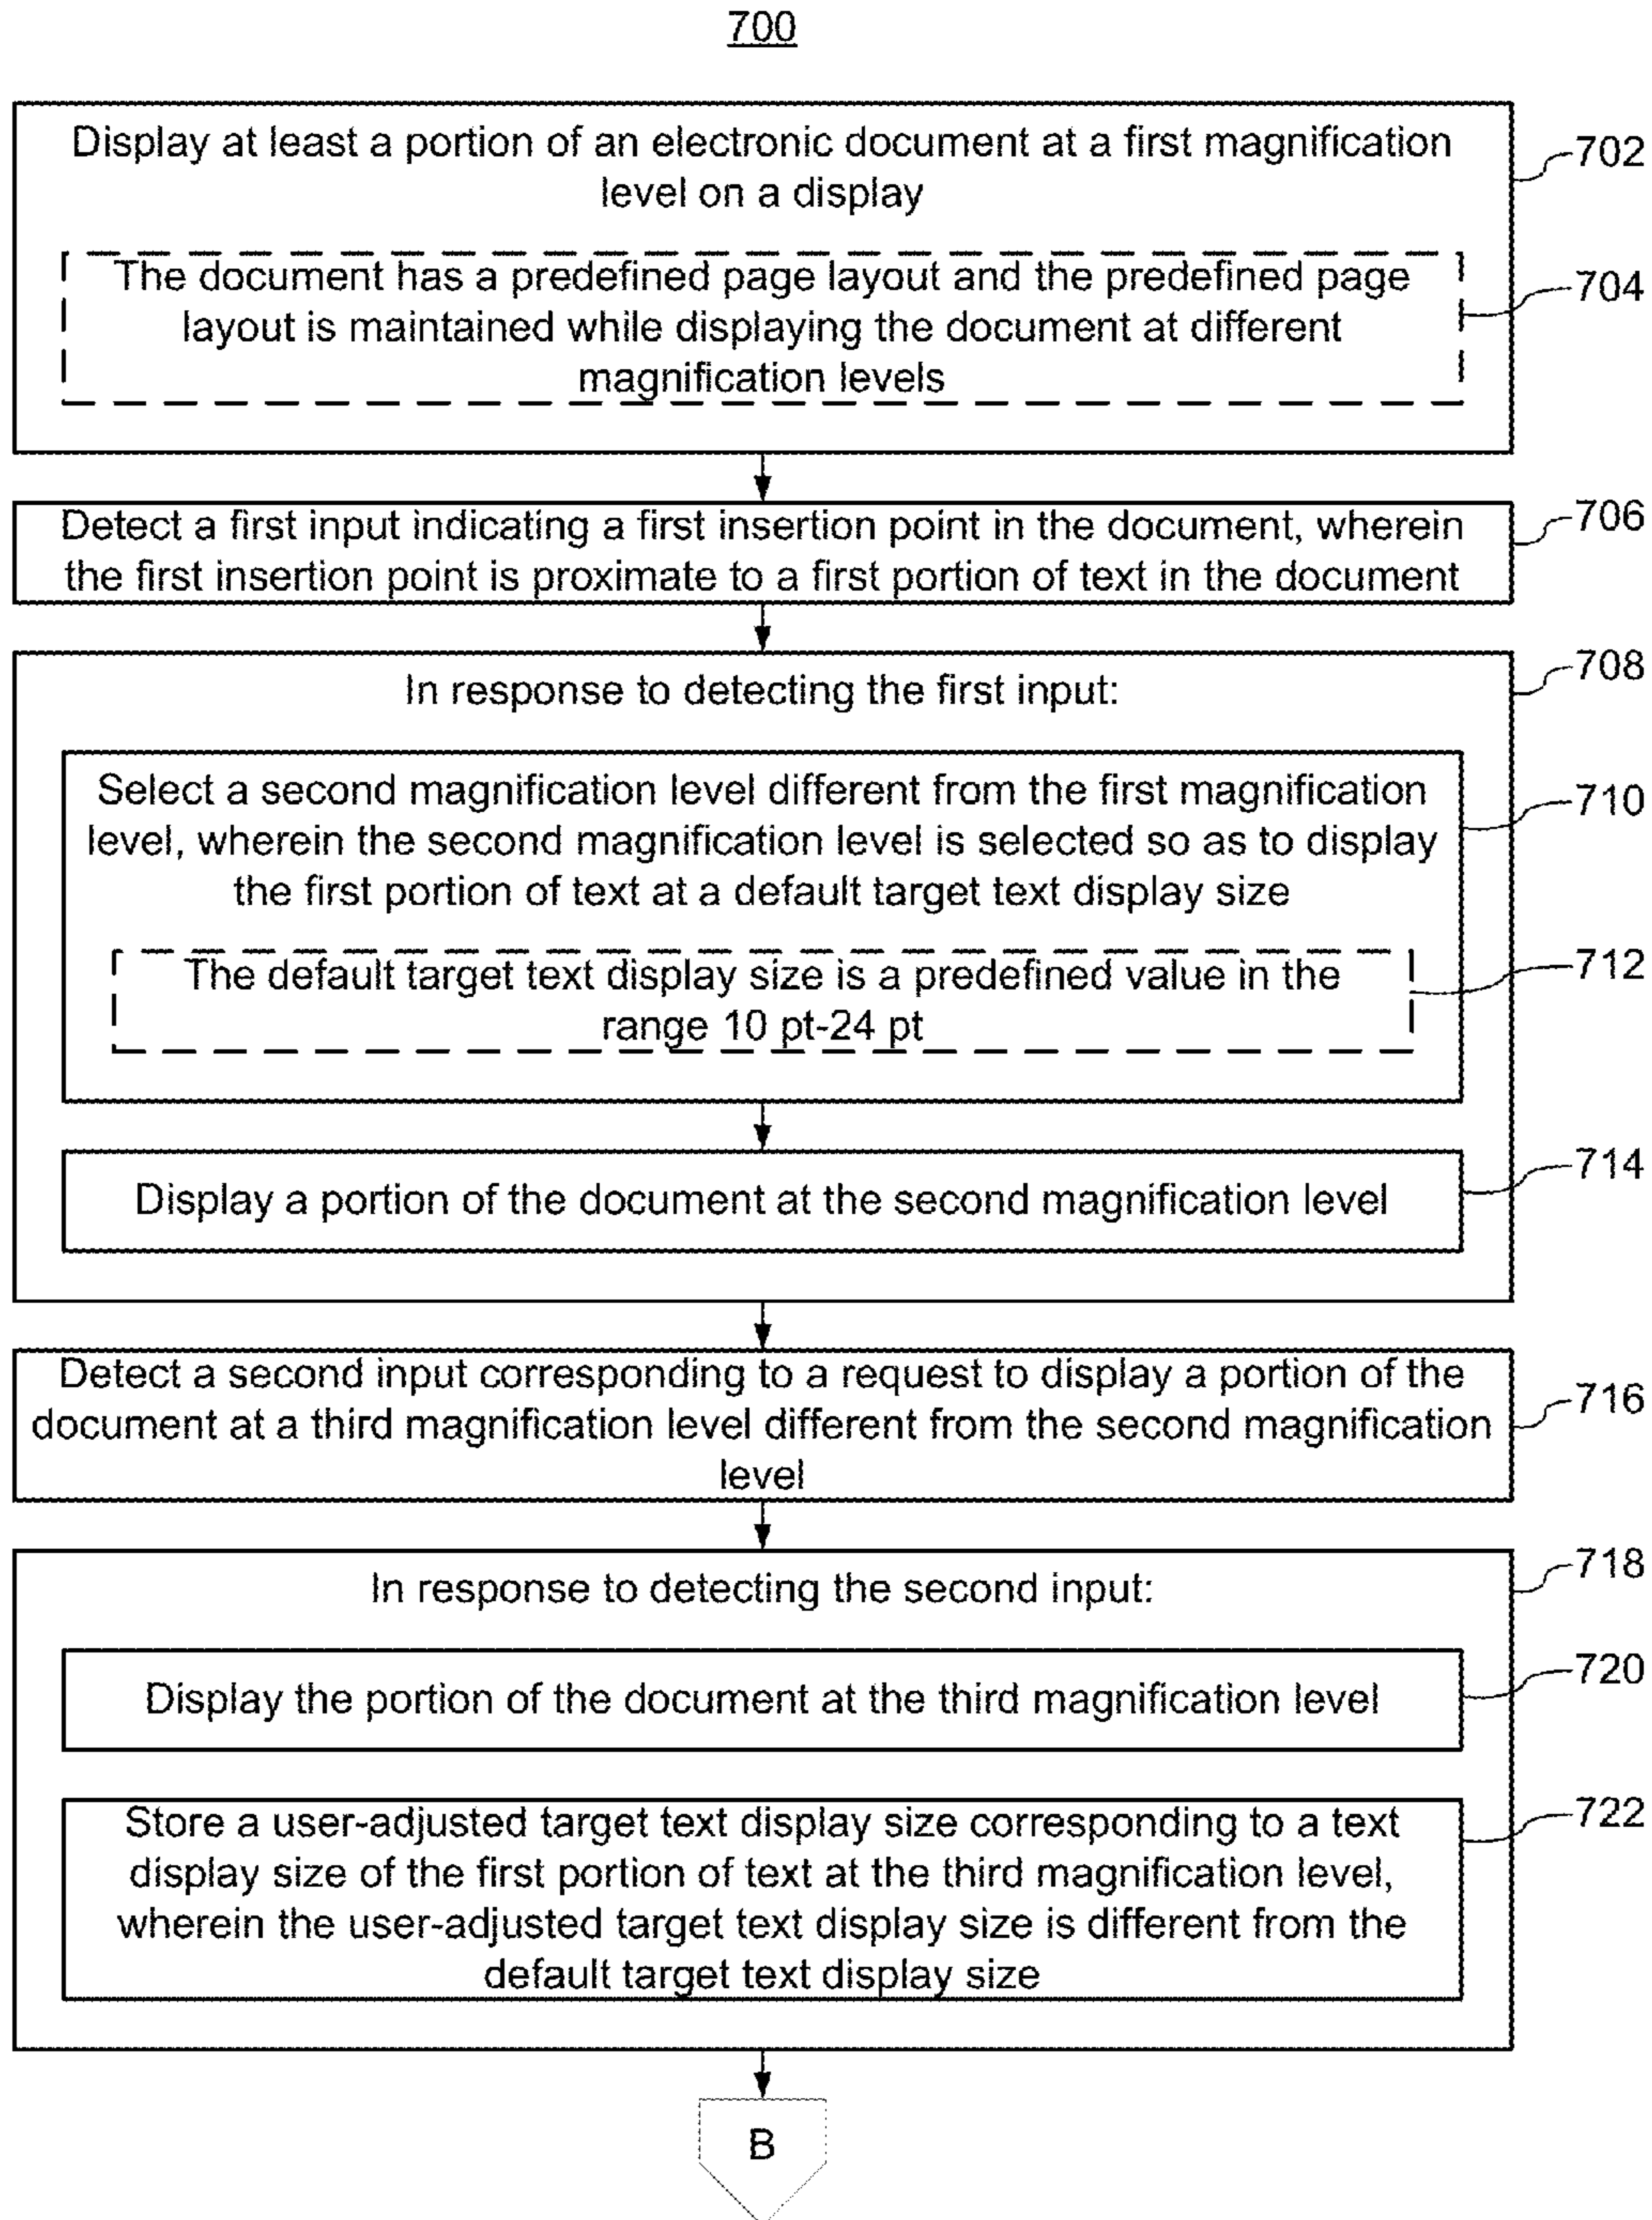 700
Display at least a portion of an electronic document at a first magnification
level on a display
702
The document has a predefined page layout and the predefined page
layout is maintained while displaying the document at different
magnification levels
704
Detect a first input indicating a first insertion point in the document, wherein
the first insertion point is proximate to a first portion of text in the document
706
In response to detecting the first input:
708
Select a second magnification level different from the first magnification
level, wherein the second magnification level is selected so as to display
the first portion of text at a default target text display size
710
The default target text display size is a predefined value in the
range 10 pt-24 pt
712
Display a portion of the document at the second magnification level
714
Detect a second input corresponding to a request to display a portion of the
document at a third magnification level different from the second magnification
level
716
In response to detecting the second input:
718
Display the portion of the document at the third magnification level
720
Store a user-adjusted target text display size corresponding to a text
display size of the first portion of text at the third magnification level,
wherein the user-adjusted target text display size is different from the
default target text display size
722
B